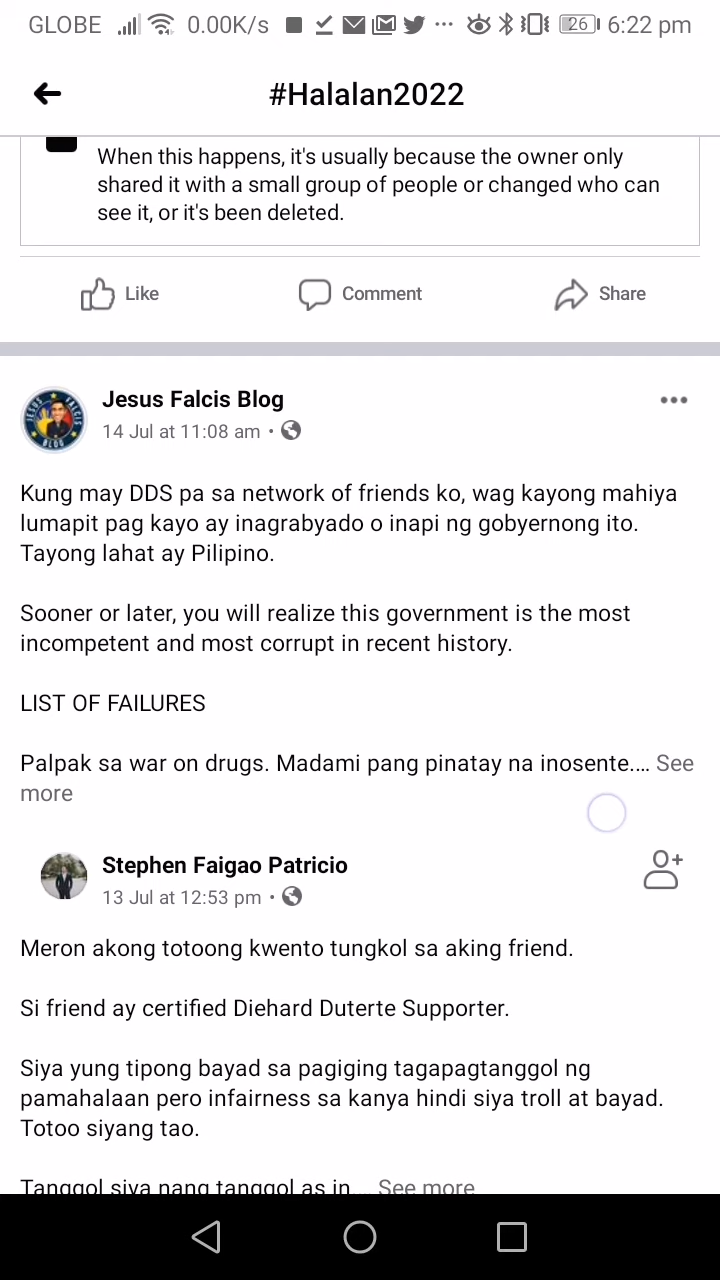 GLOBE 0.00K/s 26 6:22 pm
#Halalan2022
When this happens, it's usually because the owner only
shared it with a small group of people or changed who can
see it, or it's been deleted.
Like Comment Share
Jesus Falcis Blog
14 Jul at 11:08 am
Kung may DDS pa sa network of friends ko, wag kayong mahiya
lumapit pag kayo ay inagrabyado o inapi ng gobyernong ito.
Tayong lahat ay Pilipino.
Sooner or later, you will realize this government is the most
incompetent and most corrupt in recent history.
LIST OF FAILURES
Palpak sa war on drugs. Madami pang pinatay na inosente.... See
more
Stephen Faigao Patricio
13 Jul at 12:53 pm
Meron akong totoong kwento tungkol sa aking friend.
Si friend ay certified Diehard Duterte Supporter.
Siya yung tipong bayad sa pagiging tagapagtanggol ng
pamahalaan pero infairness sa kanya hindi siya troll at bayad.
Totoo siyang tao.
Tanggol siya nang tanggol as in.... See more